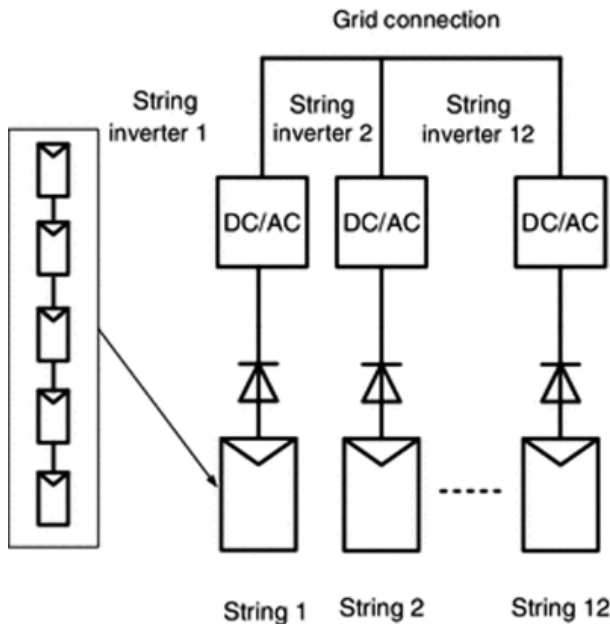 Grid connection
String
inverter 1
String
inverter 2
String
inverter 12
DC/AC
DC/AC
DC/AC
String 1
String 2
String 12